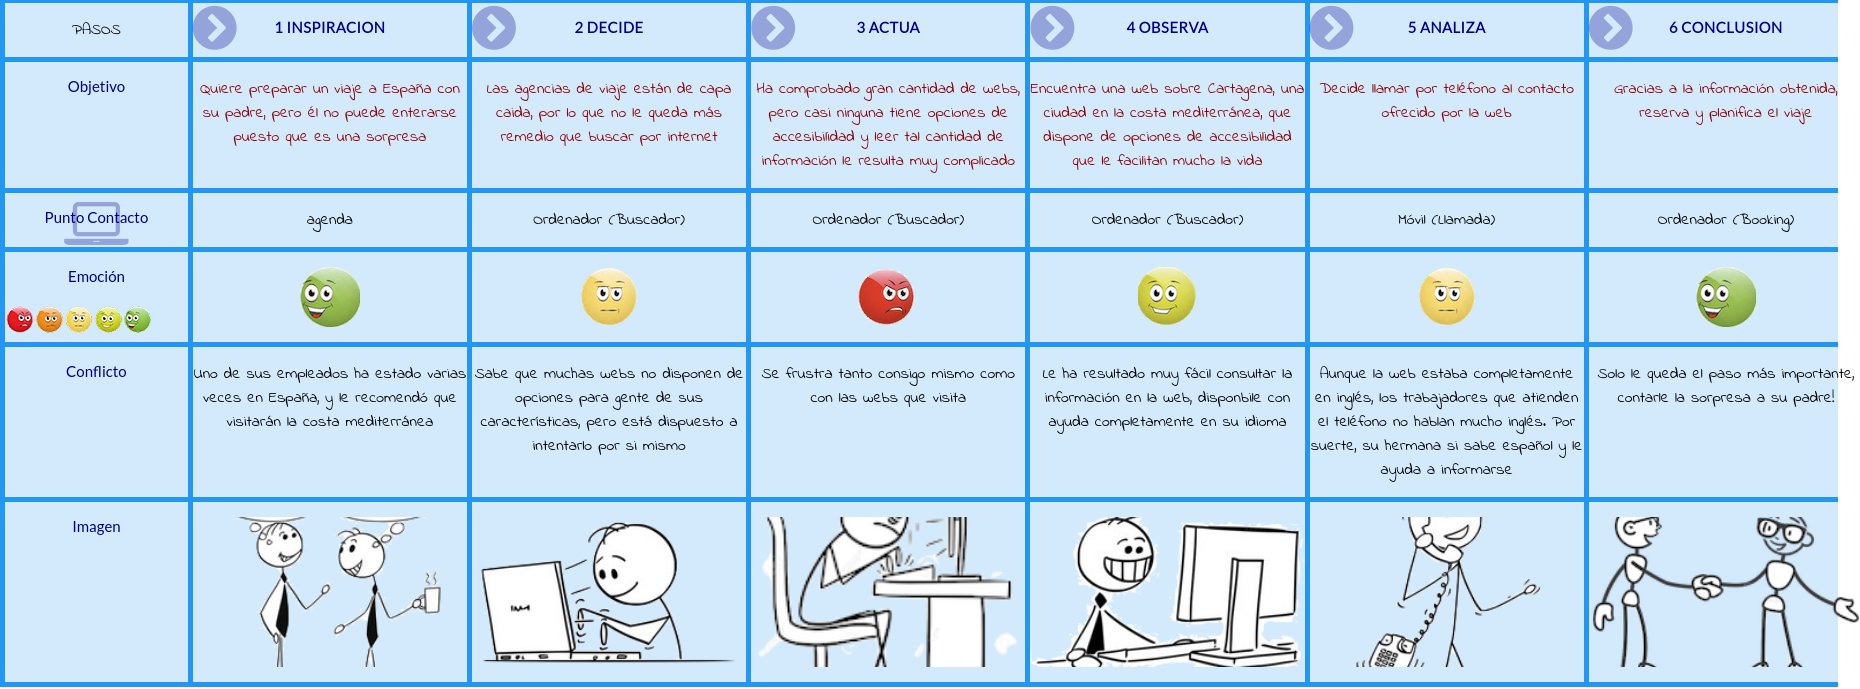 PASOS
1 INSPIRACION
2 DECIDE
3 ACTUA
4 OBSERVA
5 ANALIZA
6 CONCLUSION
Objetivo
Quiere preparar un viaje a España con
su padre, pero él no puede enterarse
puesto que es una sorpresa
Las agencias de viaje están de capa
caida, por lo que no le queda más
remedio que buscar por internet
Ha comprobado gran cantidad de webs,
pero casi ninguna tiene opciones de
accesibilidad y leer tal cantidad de
información le resulta muy complicado
Encuentra una web sobre Cartagena, una
ciudad en la costa mediterránea, que
dispone de opciones de accesibilidad
que le facilitan mucho la vida
Decide llamar por teléfono al contacto
ofrecido por la web
Gracias a la información obtenida,
reserva y planifica el viaje
Punto Contacto
agenda
Ordenador (Buscador)
Ordenador (Buscador)
Ordenador (Buscador)
Móvil (Llamada)
Ordenador (Booking)
Emoción
Conflicto
Uno de sus empleados ha estado varias
veces en España, y le recomendó que
visitarán la costa mediterránea
Sabe que muchas webs no disponen de
opciones para gente de sus
características, pero está dispuesto a
intentarlo por si mismo
Se frustra tanto consigo mismo como
con las webs que visita
Le ha resultado muy fácil consultar la
información en la web, disponbile con
ayuda completamente en su idioma
Aunque la web estaba completamente
en inglés, los trabajadores que atienden
el teléfono no hablan mucho inglés. Por
suerte, su hermana si sabe español y le
ayuda a informarse
Solo le queda el paso más importante,
contarle la sorpresa a su padre!
Imagen